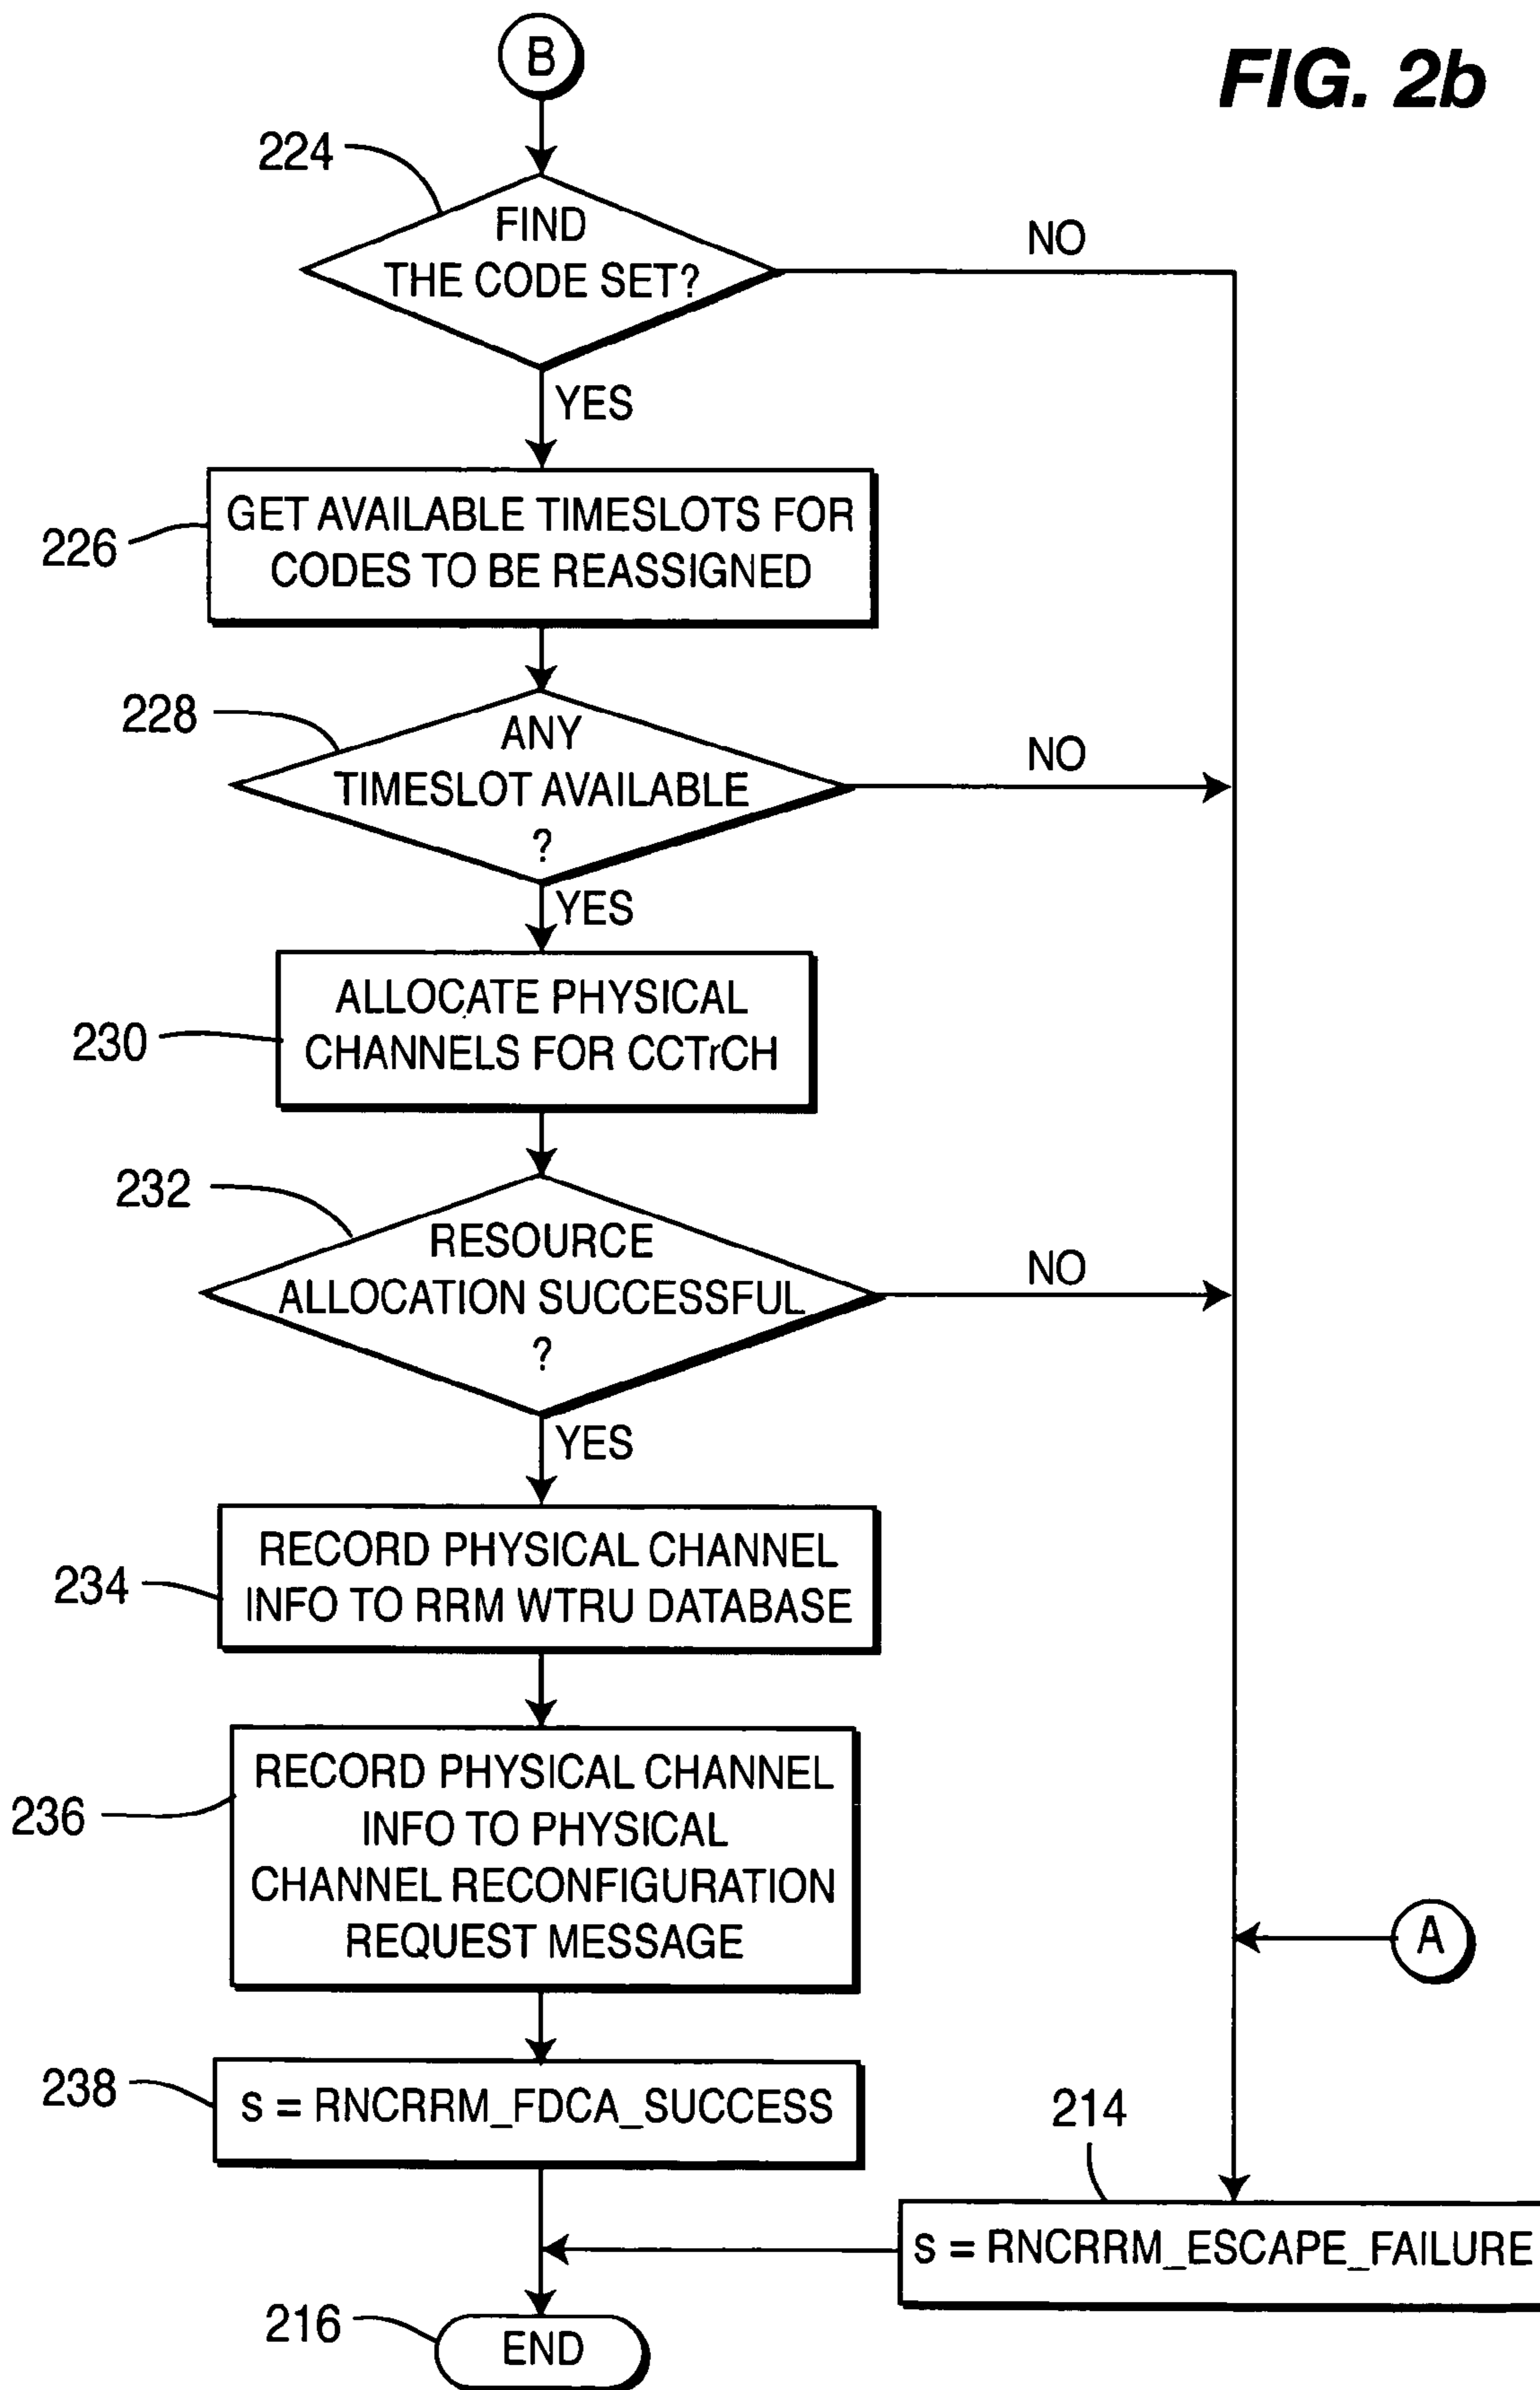 B
FIG. 2b
224
FIND
THE CODE SET?
NO
YES
226
GET AVAILABLE TIMESLOTS FOR
CODES TO BE REASSIGNED
228
ANY
TIMESLOT AVAILABLE
?
NO
YES
230
ALLOCATE PHYSICAL
CHANNELS FOR CCTrCH
232
RESOURCE
ALLOCATION SUCCESSFUL
?
NO
YES
234
RECORD PHYSICAL CHANNEL
INFO TO RRM WTRU DATABASE
236
RECORD PHYSICAL CHANNEL
INFO TO PHYSICAL
CHANNEL RECONFIGURATION
REQUEST MESSAGE
A
238
s = RNCRRM_FDCA_SUCCESS
214
s = RNCRRM_ESCAPE_FAILURE
216
END